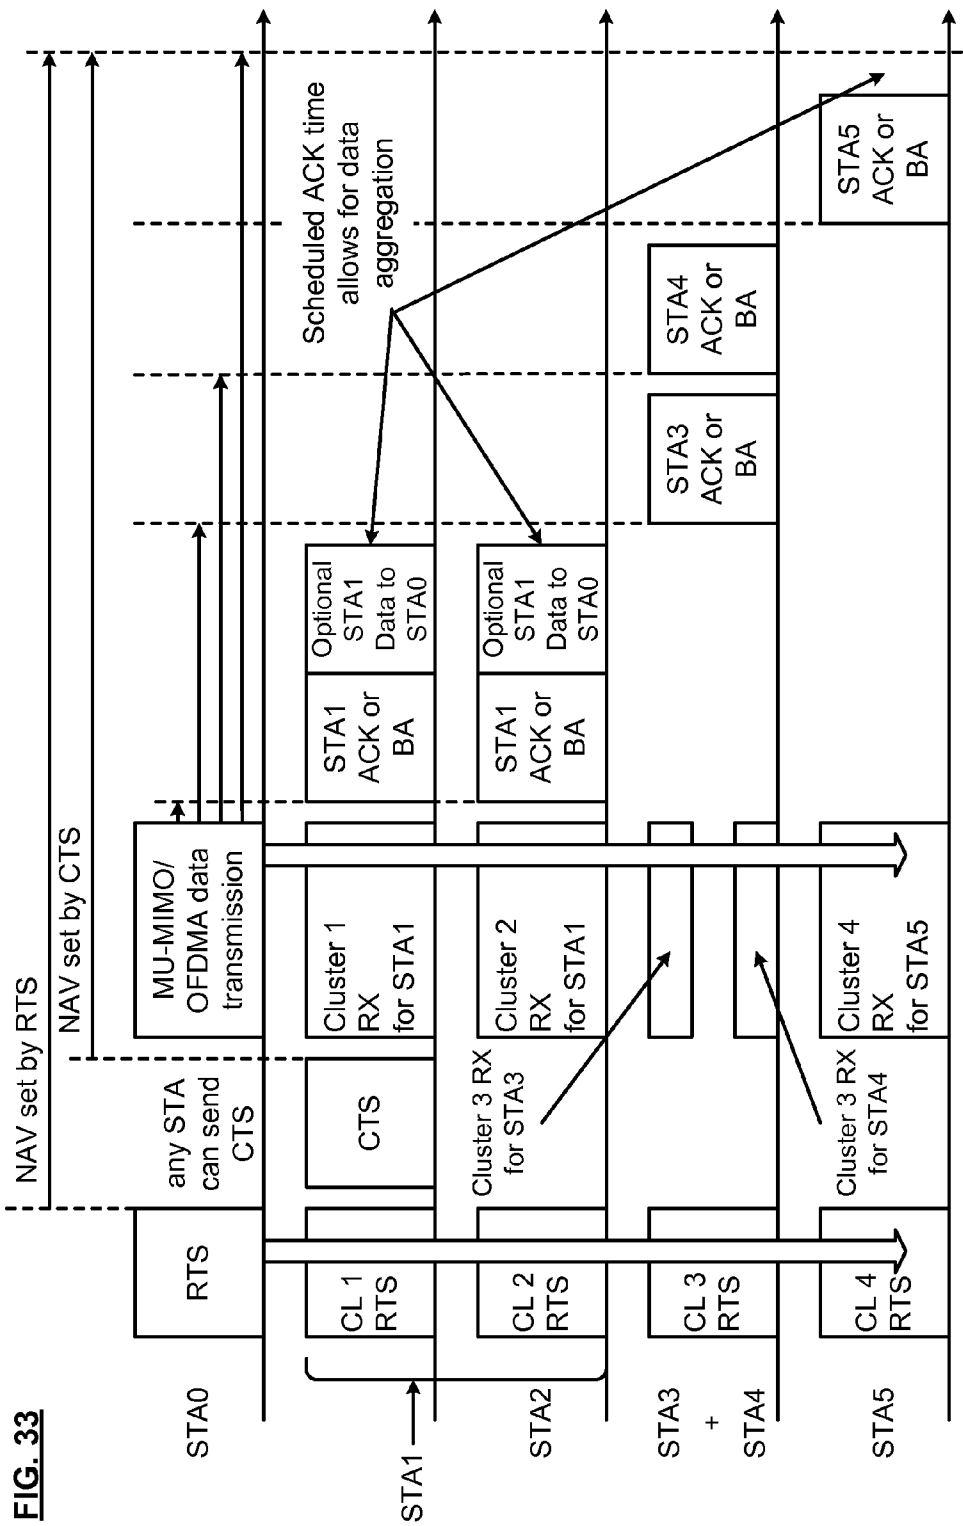 FIG. 33
NAV set by RTS
NAV set by CTS
STA0
RTS
any STA
can send
CTS
MU-MIMO/
OFDMA data
transmission
STA1
CL 1
RTS
CTS
Cluster 1
RX
for STA1
STA1
ACK or
BA
Optional
STA1
Data to
STA0
Scheduled ACK time
allows for data
aggregation
STA2
CL 2
RTS
Cluster 3 RX
for STA3
Cluster 2
RX
for STA1
STA1
ACK or
BA
Optional
STA1
Data to
STA0
STA3
+
STA4
CL 3
RTS
STA3
ACK or
BA
STA4
ACK or
BA
STA5
CL 4
RTS
Cluster 3 RX
for STA4
Cluster 4
RX
for STA5
STA5
ACK or
BA